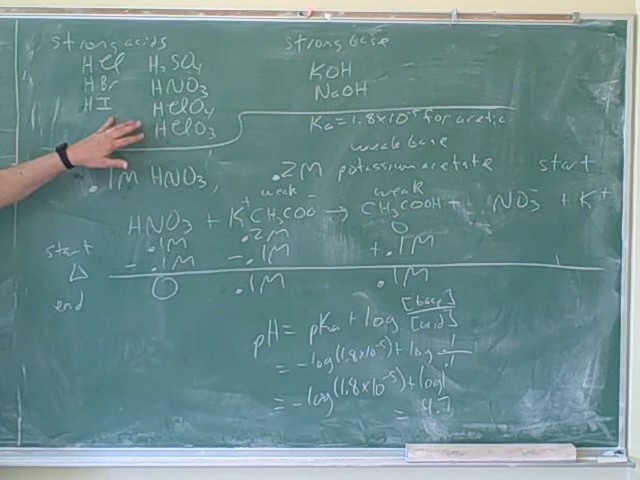 strong acids
HCl H₂SO₄
HBr HNO₃
HI HClO₄
HClO₃
strong base
KOH
NaOH
Ka = 1.8×10⁻⁵ for acetic
weak base
.1M HNO₃, .2M potassium acetate start
weak weak
HNO₃ + K⁺CH₃COO⁻ → CH₃COOH + NO₃⁻ + K⁺
start .1M .2M 0
Δ -.1M -.1M +.1M
end 0 .1M .1M
pH = pKa + log [base]/[acid]
= -log(1.8×10⁻⁵) + log .1/.1
= -log(1.8×10⁻⁵) + log 1
= 4.7